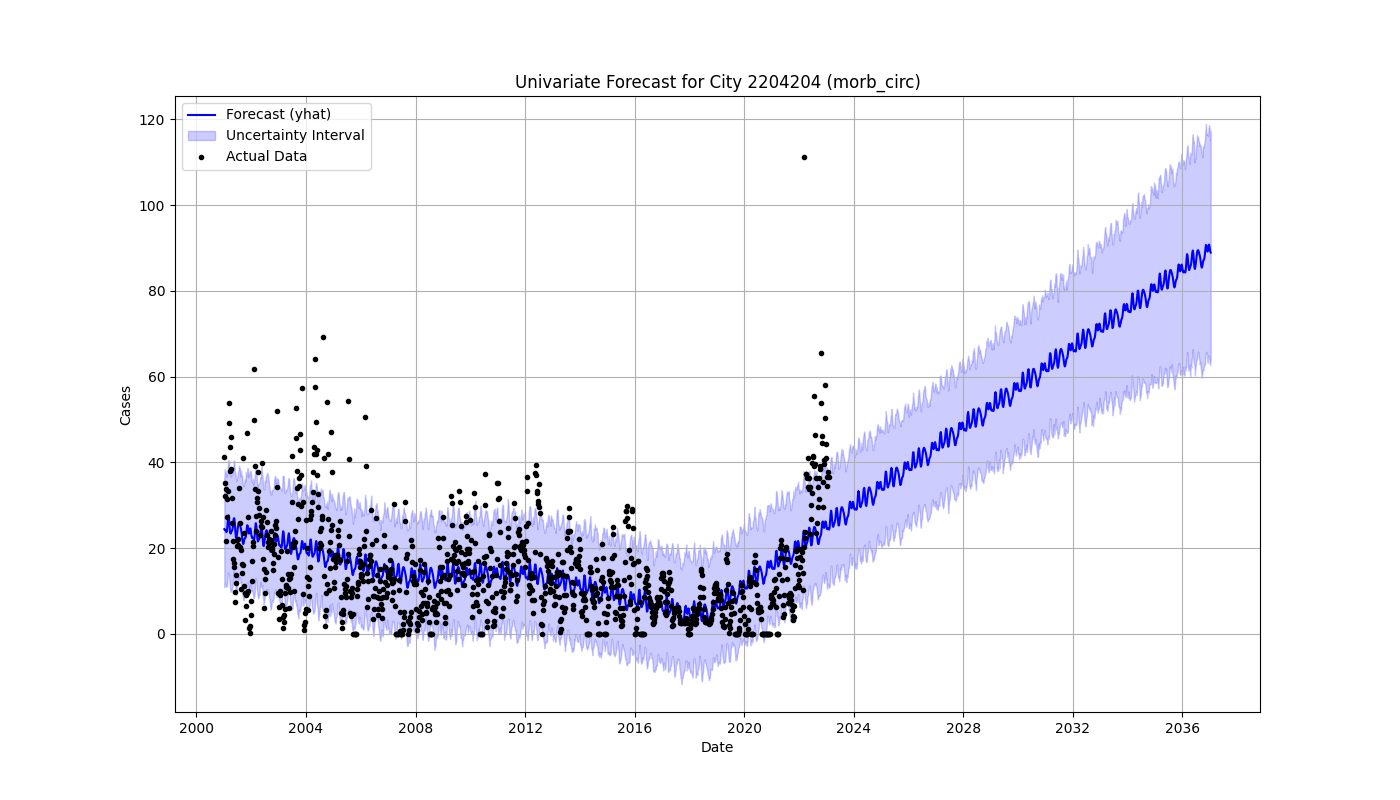 Univariate Forecast for City 2204204 (morb_circ)
Forecast (yhat)
Uncertainty Interval
Actual Data
Cases
120
100
80
60
40
20
0
2000 2004 2008 2012 2016 2020 2024 2028 2032 2036
Date